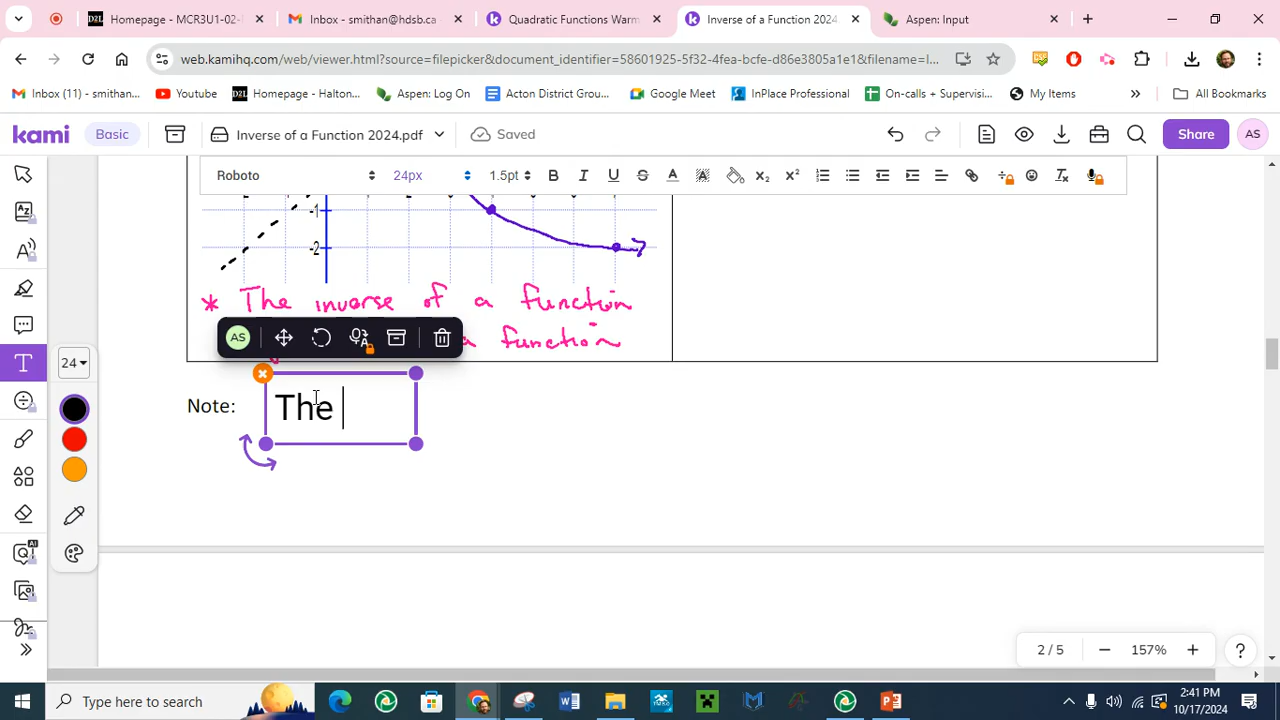 Homepage - MCR3U1-02-
Inbox - smithan@hdsb.ca
Quadratic Functions Warm
Inverse of a Function 2024
Aspen: Input
web.kamihq.com/web/viewer.html?source=filepicker&document_identifier=58601925-5f32-4fea-bcfe-d86e3805a1e1&filename=I...
Inbox (11) - smithan...
Youtube
Homepage - Halton...
Aspen: Log On
Acton District Grou...
Google Meet
InPlace Professional
On-calls + Supervisi...
My Items
All Bookmarks
kami
Basic
Inverse of a Function 2024.pdf
Saved
Share
AS
Roboto
24px
1.5pt
-1
-2
* The inverse of a function
a function
AS
24
Note:
The
2 / 5
157%
Type here to search
2:41 PM
10/17/2024